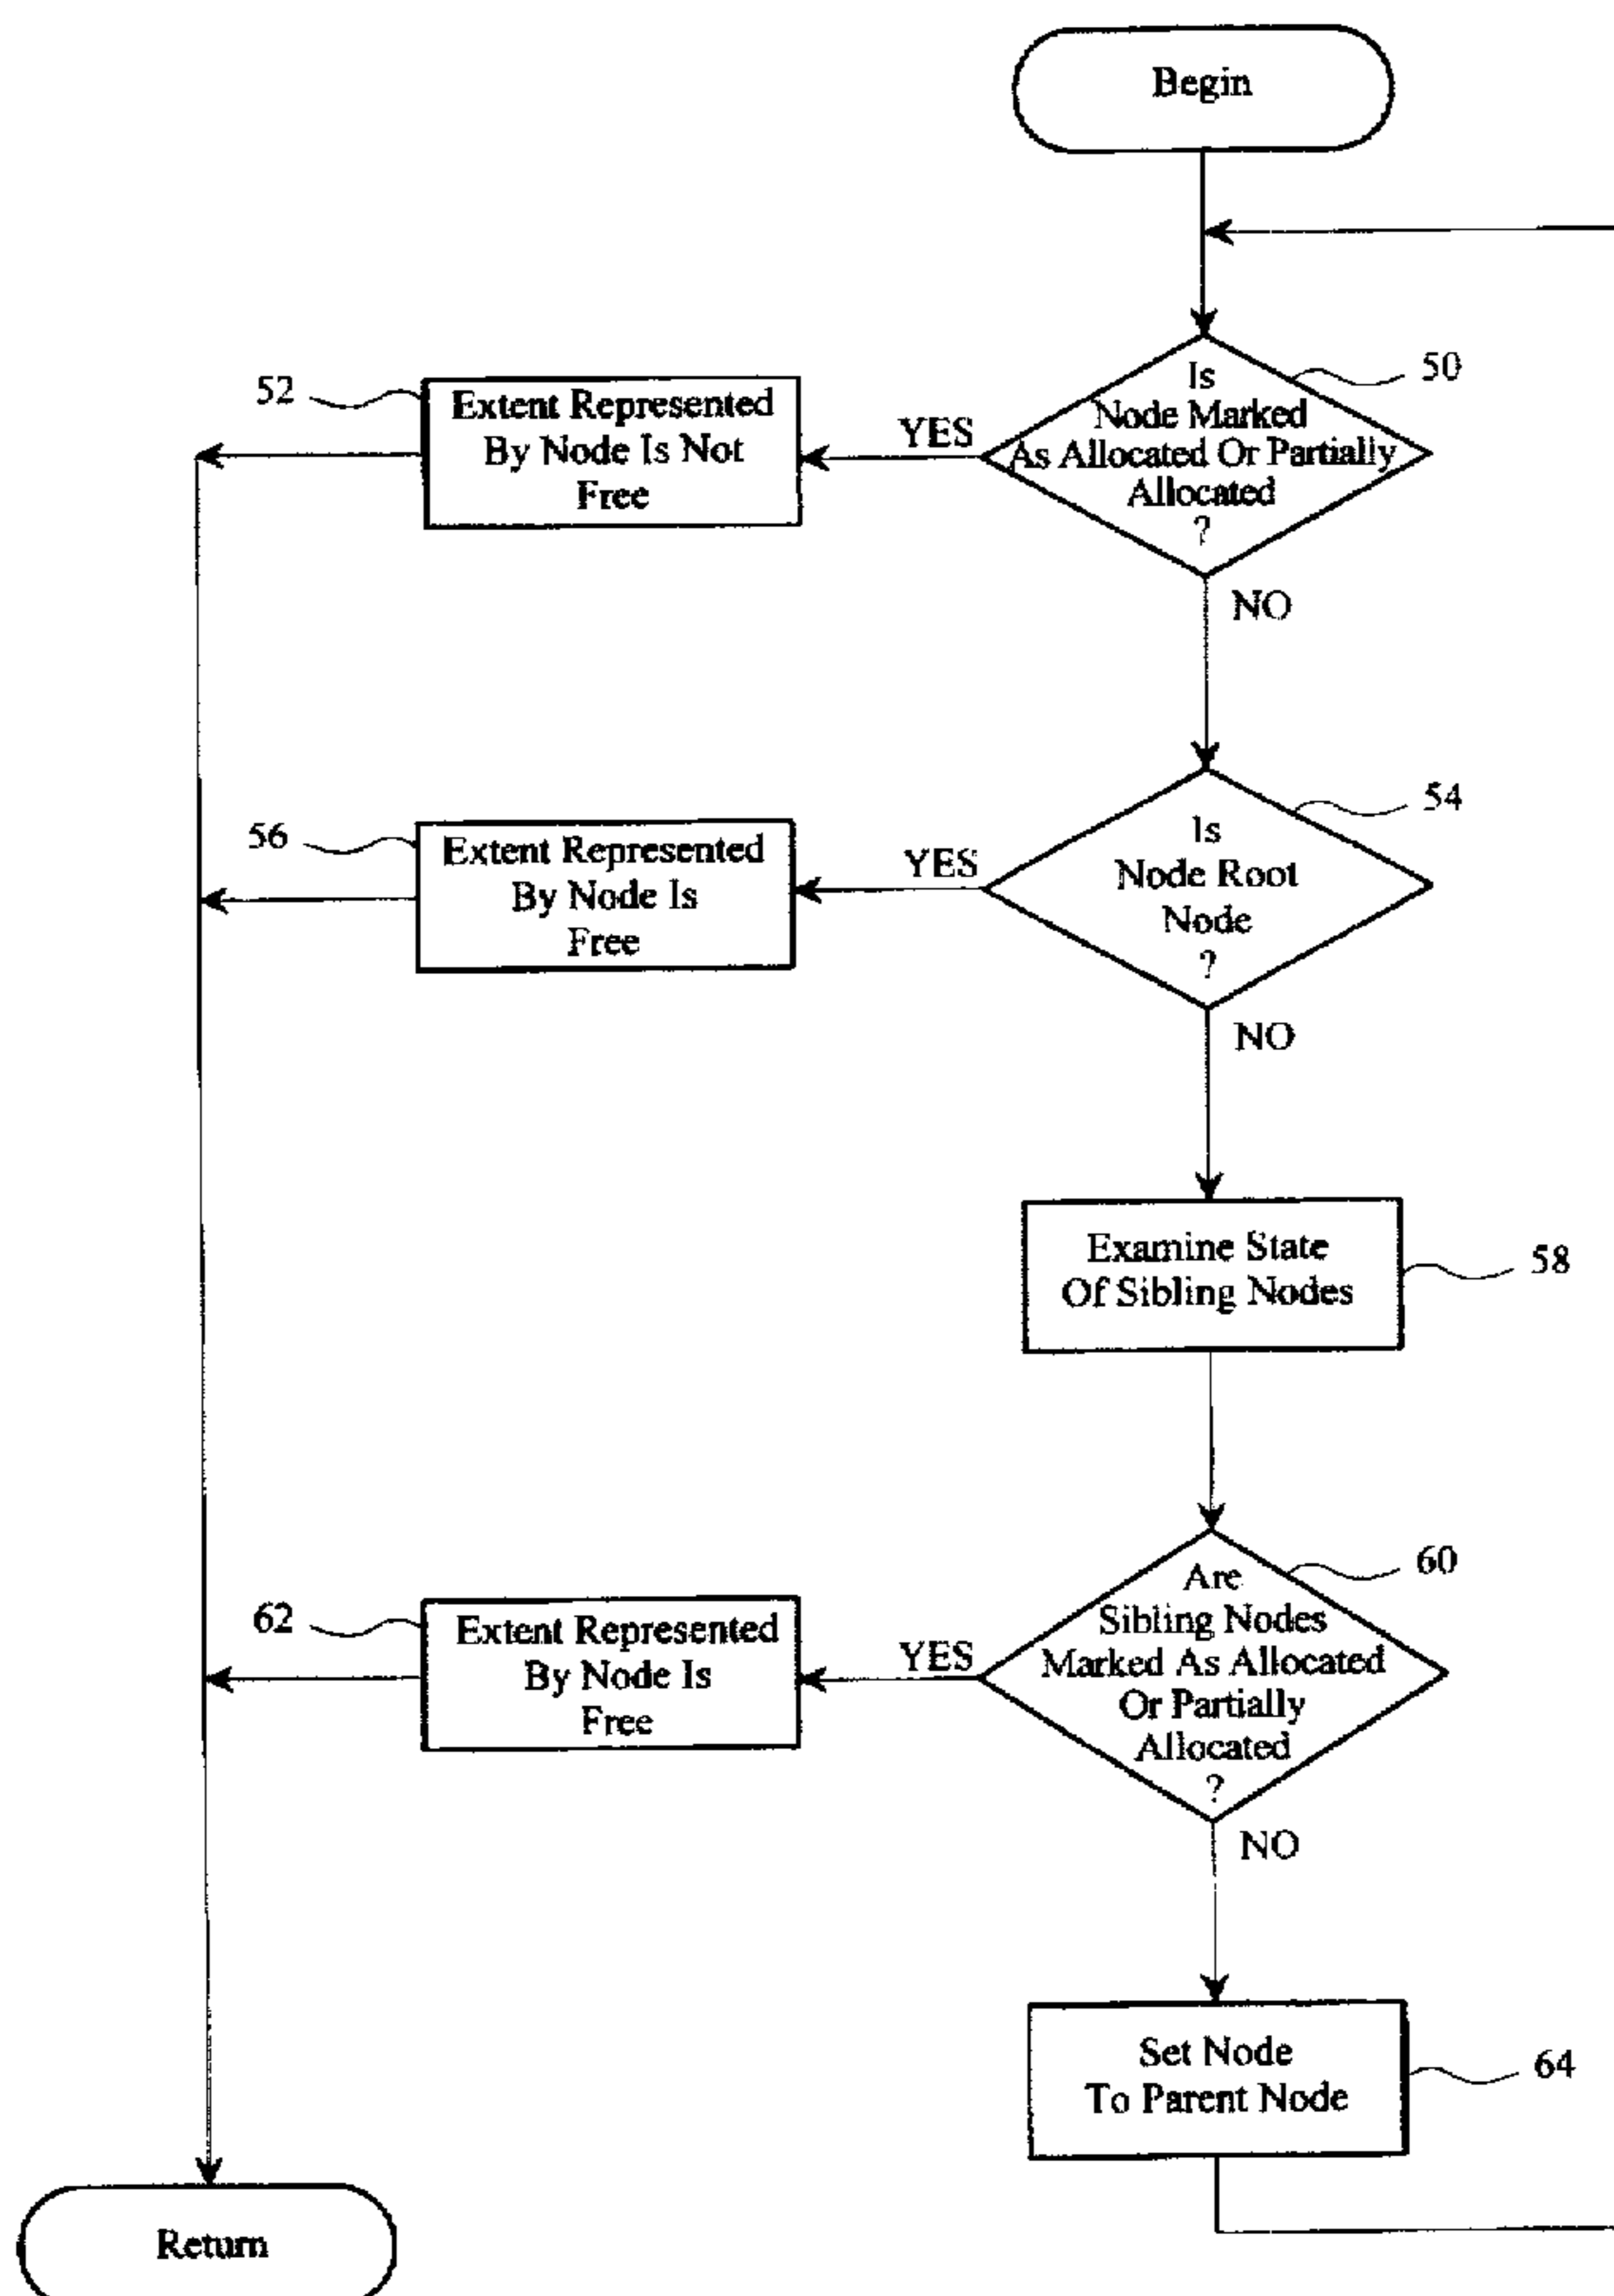 Begin
Is
Node Marked
As Allocated Or Partially
Allocated
?
50
YES
52
Extent Represented
By Node Is Not
Free
NO
Is
Node Root
Node
?
54
YES
56
Extent Represented
By Node Is
Free
NO
Examine State
Of Sibling Nodes
58
Are
Sibling Nodes
Marked As Allocated
Or Partially
Allocated
?
60
YES
62
Extent Represented
By Node Is
Free
NO
Set Node
To Parent Node
64
Return